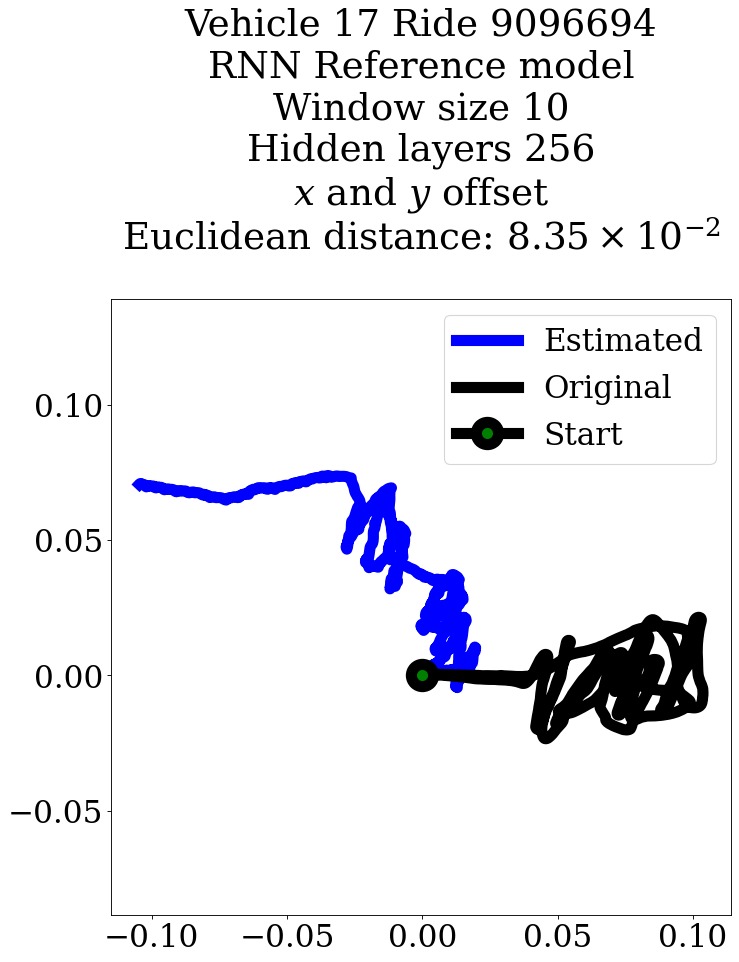 Vehicle 17 Ride 9096694
RNN Reference model
Window size 10
Hidden layers 256
x and y offset
Euclidean distance: 8.35 × 10⁻²
Estimated
Original
Start
0.10
0.05
0.00
−0.05
−0.10 −0.05 0.00 0.05 0.10